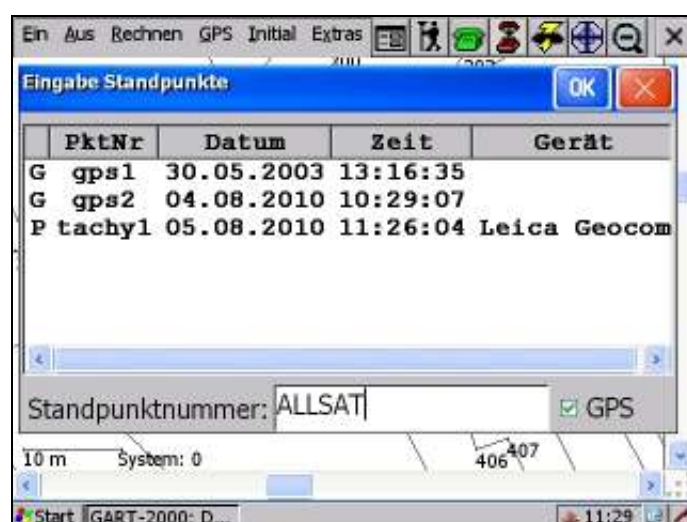 Ein Aus Rechnen GPS Initial Extras
Eingabe Standpunkte OK
PktNr Datum Zeit Gerät
G gps1 30.05.2003 13:16:35
G gps2 04.08.2010 10:29:07
P tachy1 05.08.2010 11:26:04 Leica Geocom
Standpunktnummer: ALLSAT GPS
10 m System: 0 406 407
Start GART-2000: D... 11:29